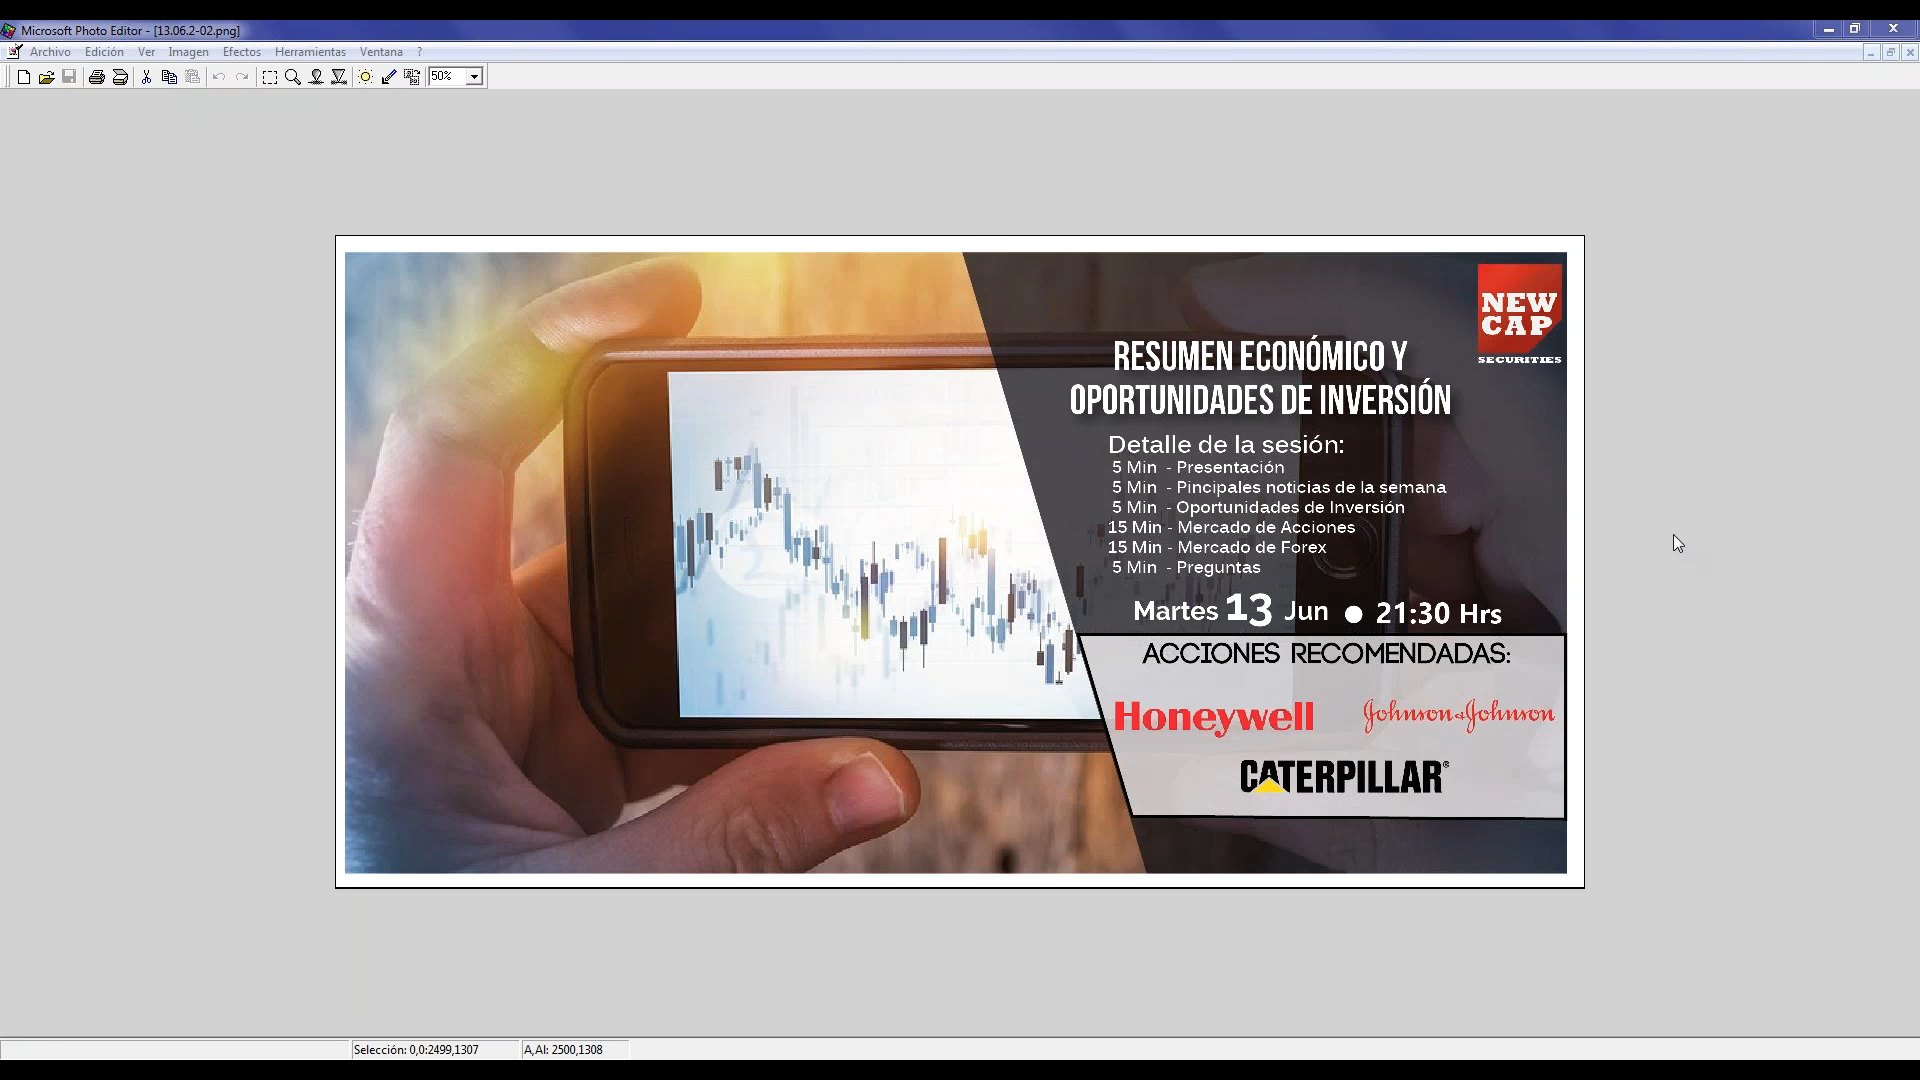 Microsoft Photo Editor - [13.06.2-02.png]
Archivo Edición Ver Imagen Efectos Herramientas Ventana ?
50%
NEW
CAP
SECURITIES
RESUMEN ECONÓMICO Y
OPORTUNIDADES DE INVERSIÓN
Detalle de la sesión:
5 Min - Presentación
5 Min - Pincipales noticias de la semana
5 Min - Oportunidades de Inversión
15 Min - Mercado de Acciones
15 Min - Mercado de Forex
5 Min - Preguntas
Martes 13 Jun ● 21:30 Hrs
ACCIONES RECOMENDADAS:
Honeywell Johnson & Johnson
CATERPILLAR®
Selección: 0,0:2499,1307 A,Al: 2500,1308